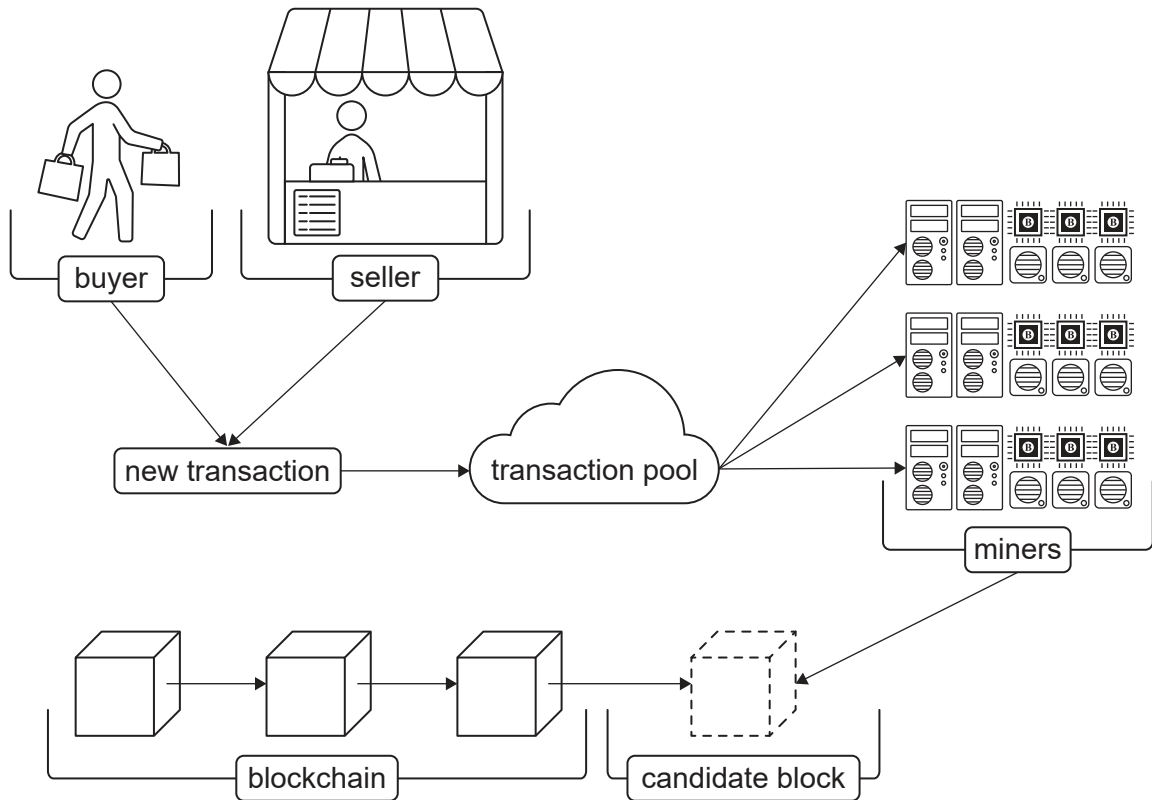 buyer
seller
new transaction
transaction pool
B B B
B B B
B B B
miners
blockchain
candidate block